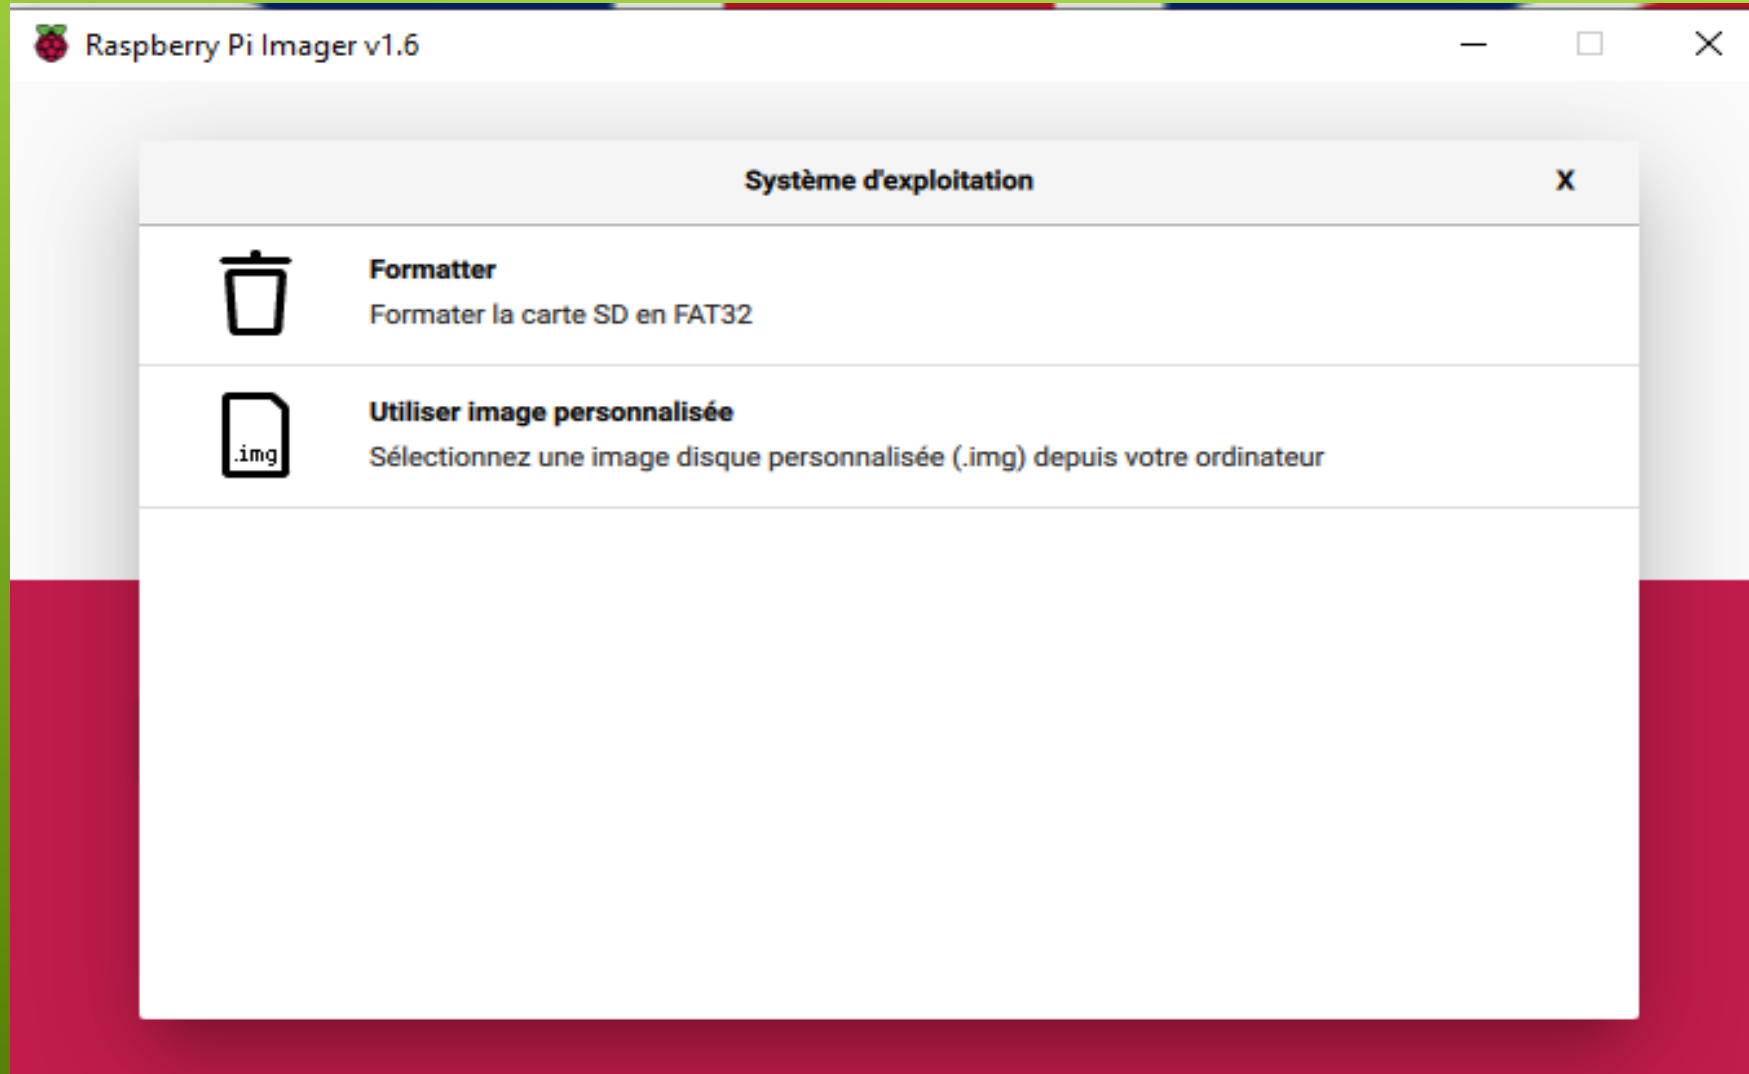 Raspberry Pi Imager v1.6
Système d'exploitation X
Formatter
Formater la carte SD en FAT32
.img
Utiliser image personnalisée
Sélectionnez une image disque personnalisée (.img) depuis votre ordinateur